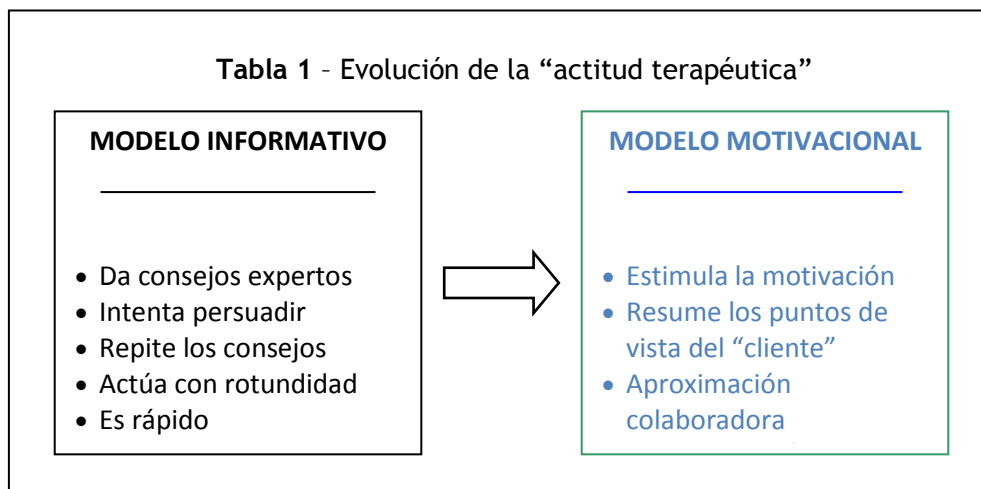 Tabla 1 – Evolución de la “actitud terapéutica”
MODELO INFORMATIVO
• Da consejos expertos
• Intenta persuadir
• Repite los consejos
• Actúa con rotundidad
• Es rápido
MODELO MOTIVACIONAL
• Estimula la motivación
• Resume los puntos de
vista del “cliente”
• Aproximación
colaboradora